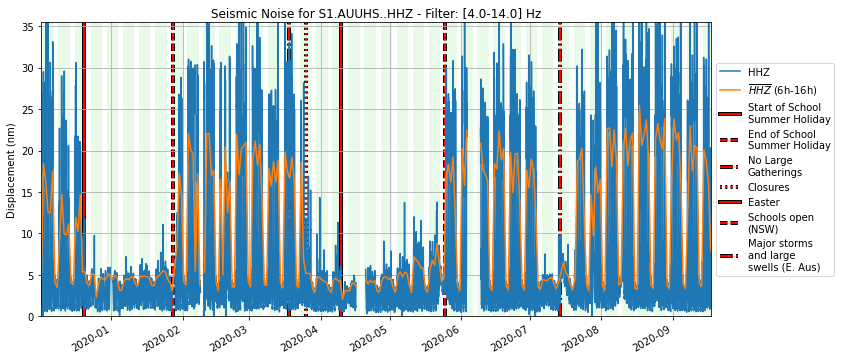 Seismic Noise for S1.AUUHS..HHZ - Filter: [4.0-14.0] Hz
Displacement (nm)
35
30
25
20
15
10
5
0
2020-01
2020-02
2020-03
2020-04
2020-05
2020-06
2020-07
2020-08
2020-09
HHZ
HHZ (6h-16h)
Start of School
Summer Holiday
End of School
Summer Holiday
No Large
Gatherings
Closures
Easter
Schools open
(NSW)
Major storms
and large
swells (E. Aus)